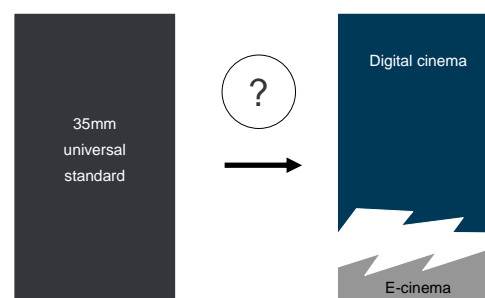 35mm
universal
standard
?
Digital cinema
E-cinema